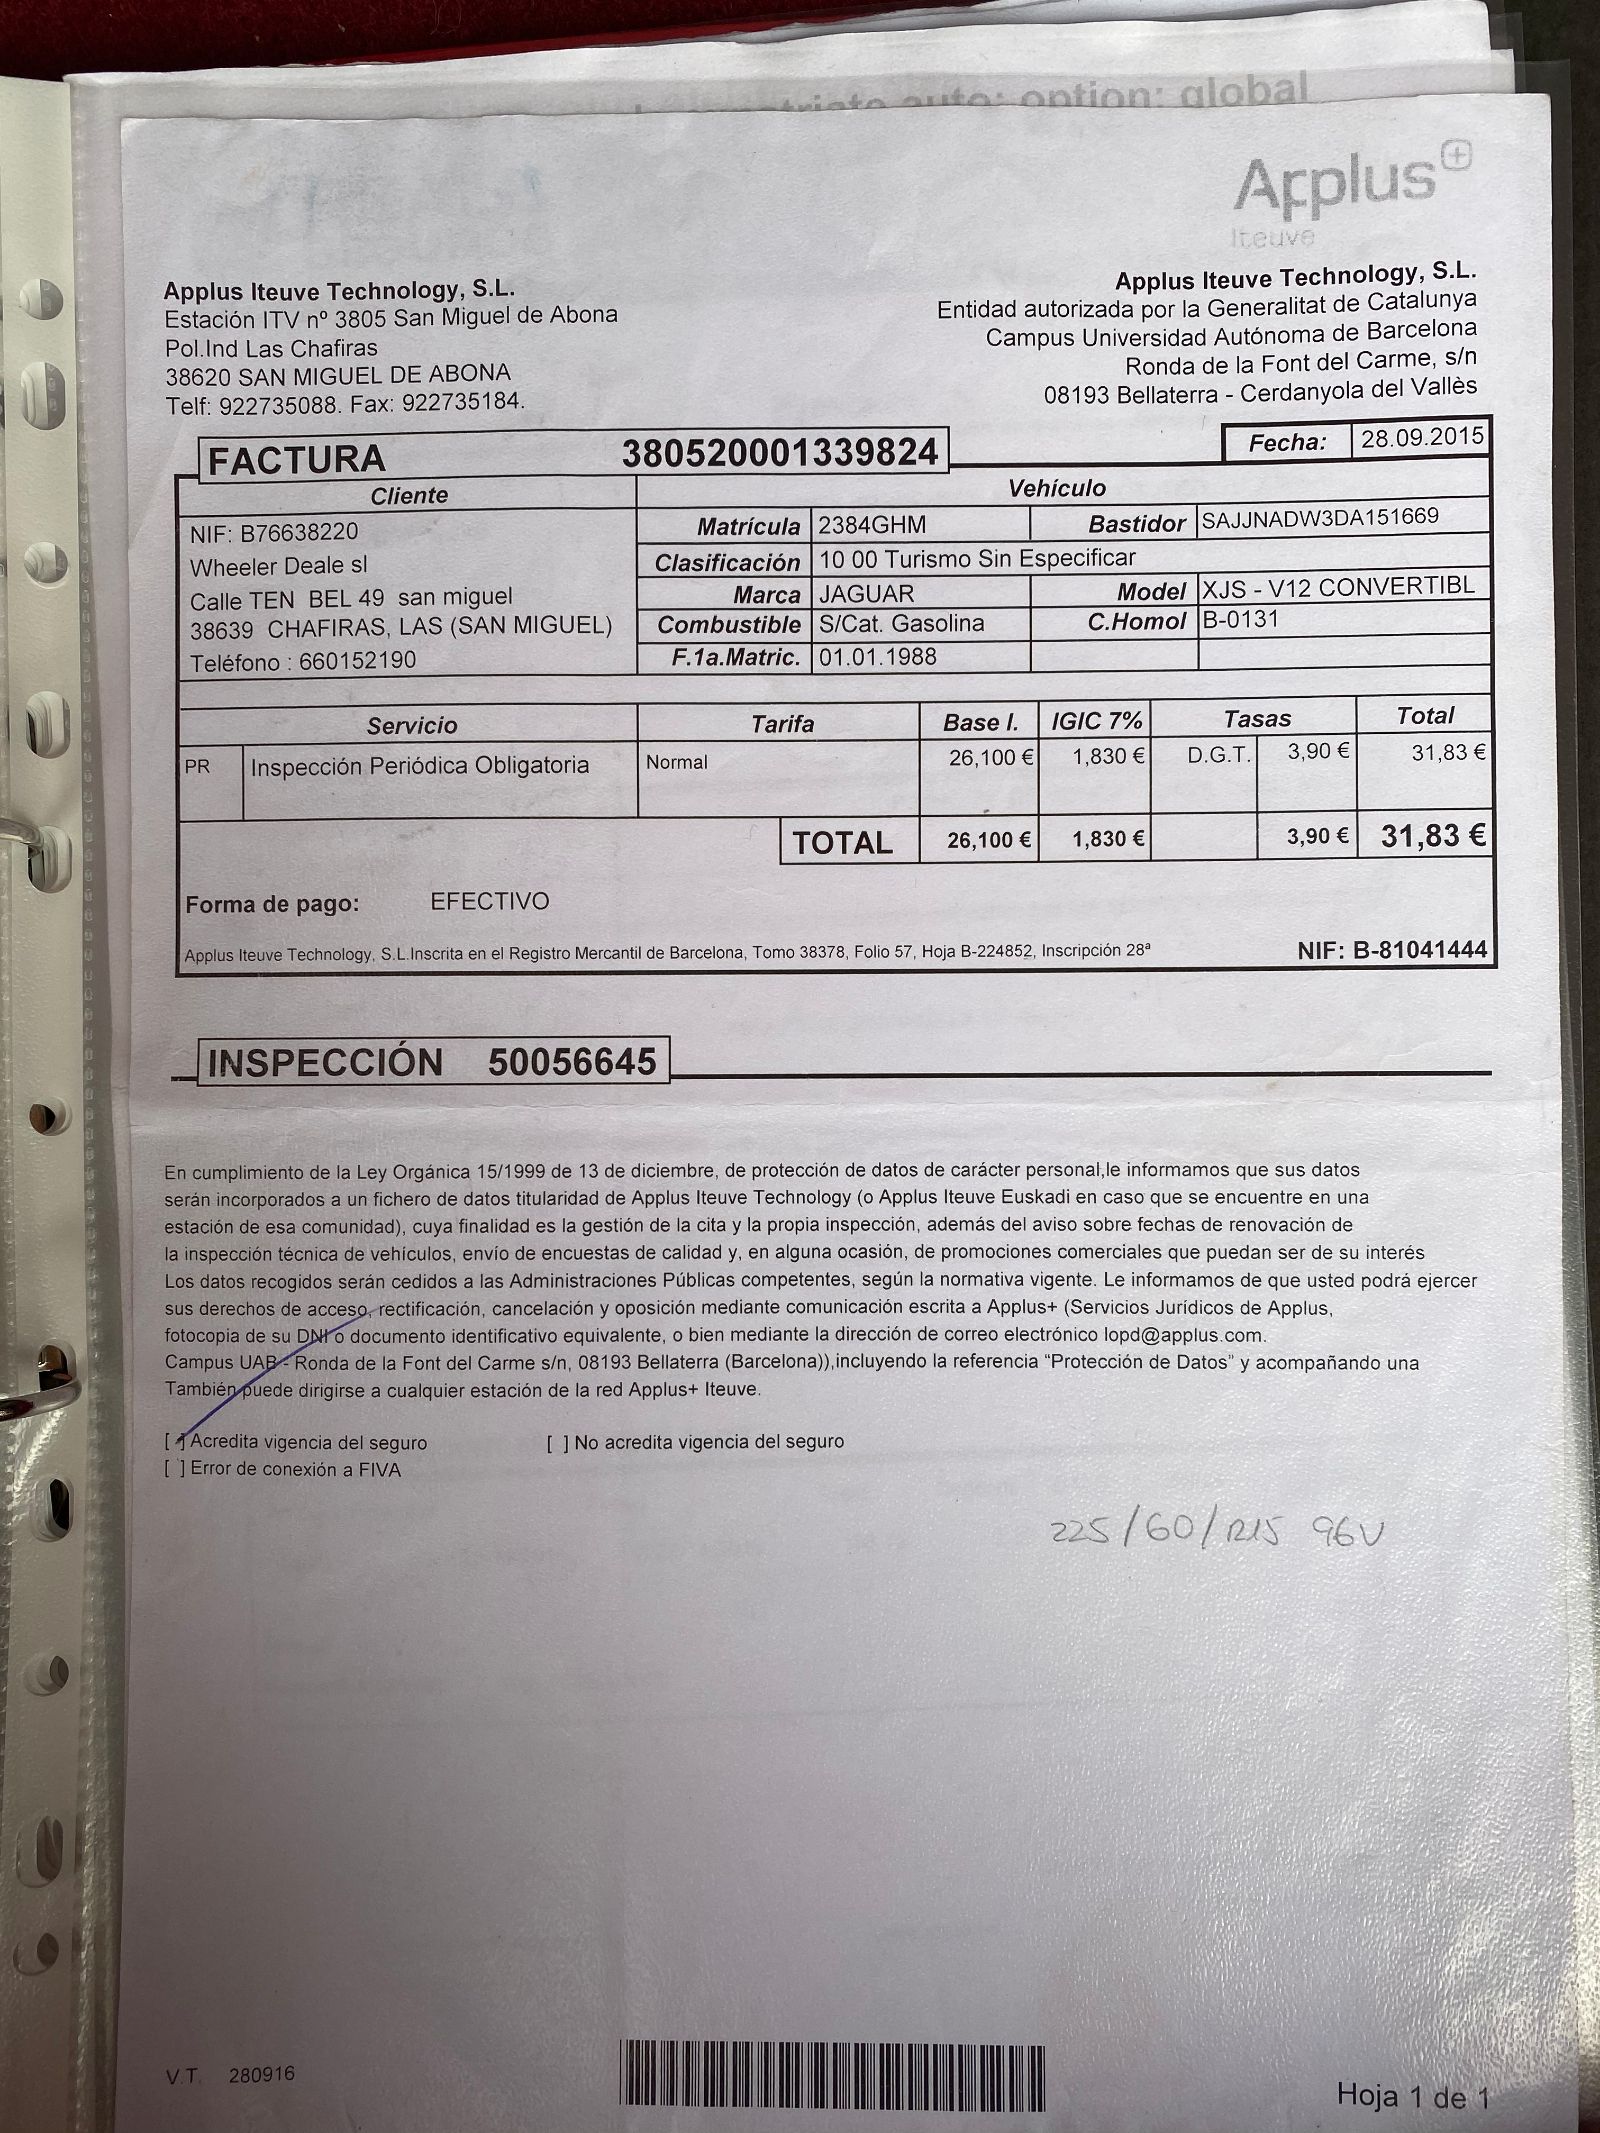 option: global
Applus+
Iteuve
Applus Iteuve Technology, S.L.
Estación ITV nº 3805 San Miguel de Abona
Pol.Ind Las Chafiras
38620 SAN MIGUEL DE ABONA
Telf: 922735088. Fax: 922735184.
Applus Iteuve Technology, S.L.
Entidad autorizada por la Generalitat de Catalunya
Campus Universidad Autónoma de Barcelona
Ronda de la Font del Carme, s/n
08193 Bellaterra - Cerdanyola del Vallès
FACTURA 380520001339824
Fecha: 28.09.2015
Cliente
NIF: B76638220
Wheeler Deale sl
Calle TEN BEL 49 san miguel
38639 CHAFIRAS, LAS (SAN MIGUEL)
Teléfono : 660152190
Vehículo
Matrícula 2384GHM Bastidor SAJJNADW3DA151669
Clasificación 10 00 Turismo Sin Especificar
Marca JAGUAR Model XJS - V12 CONVERTIBL
Combustible S/Cat. Gasolina C.Homol B-0131
F.1a.Matric. 01.01.1988
Servicio Tarifa Base I. IGIC 7% Tasas Total
PR Inspección Periódica Obligatoria Normal 26,100 € 1,830 € D.G.T. 3,90 € 31,83 €
TOTAL 26,100 € 1,830 € 3,90 € 31,83 €
Forma de pago: EFECTIVO
Applus Iteuve Technology, S.L.Inscrita en el Registro Mercantil de Barcelona, Tomo 38378, Folio 57, Hoja B-224852, Inscripción 28ª NIF: B-81041444
INSPECCIÓN 50056645
En cumplimiento de la Ley Orgánica 15/1999 de 13 de diciembre, de protección de datos de carácter personal,le informamos que sus datos
serán incorporados a un fichero de datos titularidad de Applus Iteuve Technology (o Applus Iteuve Euskadi en caso que se encuentre en una
estación de esa comunidad), cuya finalidad es la gestión de la cita y la propia inspección, además del aviso sobre fechas de renovación de
la inspección técnica de vehículos, envío de encuestas de calidad y, en alguna ocasión, de promociones comerciales que puedan ser de su interés
Los datos recogidos serán cedidos a las Administraciones Públicas competentes, según la normativa vigente. Le informamos de que usted podrá ejercer
sus derechos de acceso, rectificación, cancelación y oposición mediante comunicación escrita a Applus+ (Servicios Jurídicos de Applus,
fotocopia de su DNI o documento identificativo equivalente, o bien mediante la dirección de correo electrónico lopd@applus.com.
Campus UAB - Ronda de la Font del Carme s/n, 08193 Bellaterra (Barcelona)),incluyendo la referencia “Protección de Datos” y acompañando una
También puede dirigirse a cualquier estación de la red Applus+ Iteuve.
[ ] Acredita vigencia del seguro [ ] No acredita vigencia del seguro
[ ] Error de conexión a FIVA
225/60/R15 96V
V.T. 280916
Hoja 1 de 1